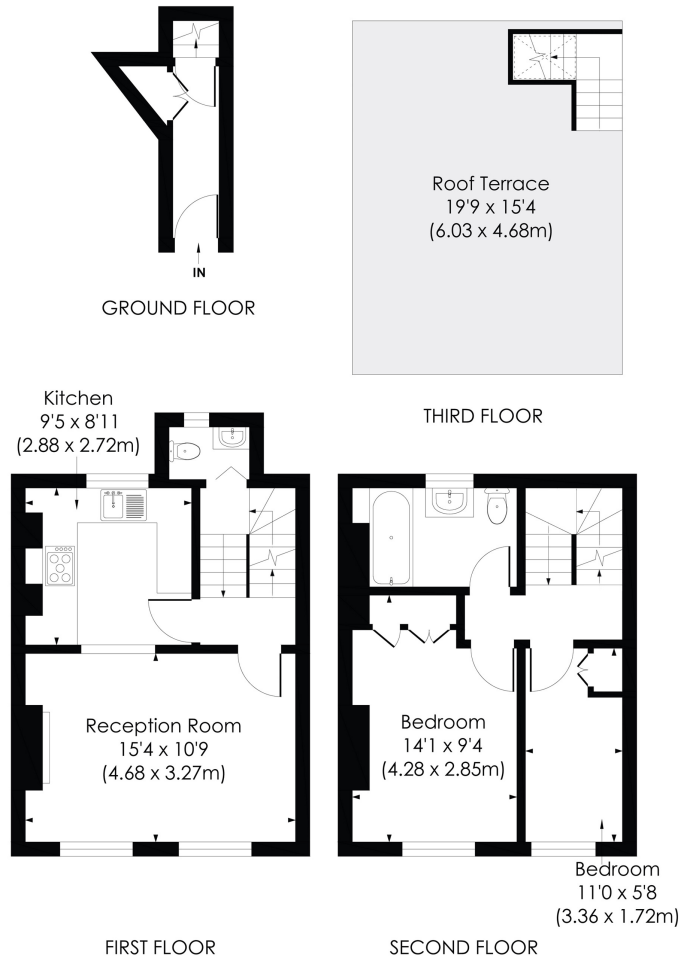 IN
GROUND FLOOR
Roof Terrace
19'9 x 15'4
(6.03 x 4.68m)
THIRD FLOOR
Kitchen
9'5 x 8'11
(2.88 x 2.72m)
Reception Room
15'4 x 10'9
(4.68 x 3.27m)
FIRST FLOOR
Bedroom
14'1 x 9'4
(4.28 x 2.85m)
Bedroom
11'0 x 5'8
(3.36 x 1.72m)
SECOND FLOOR